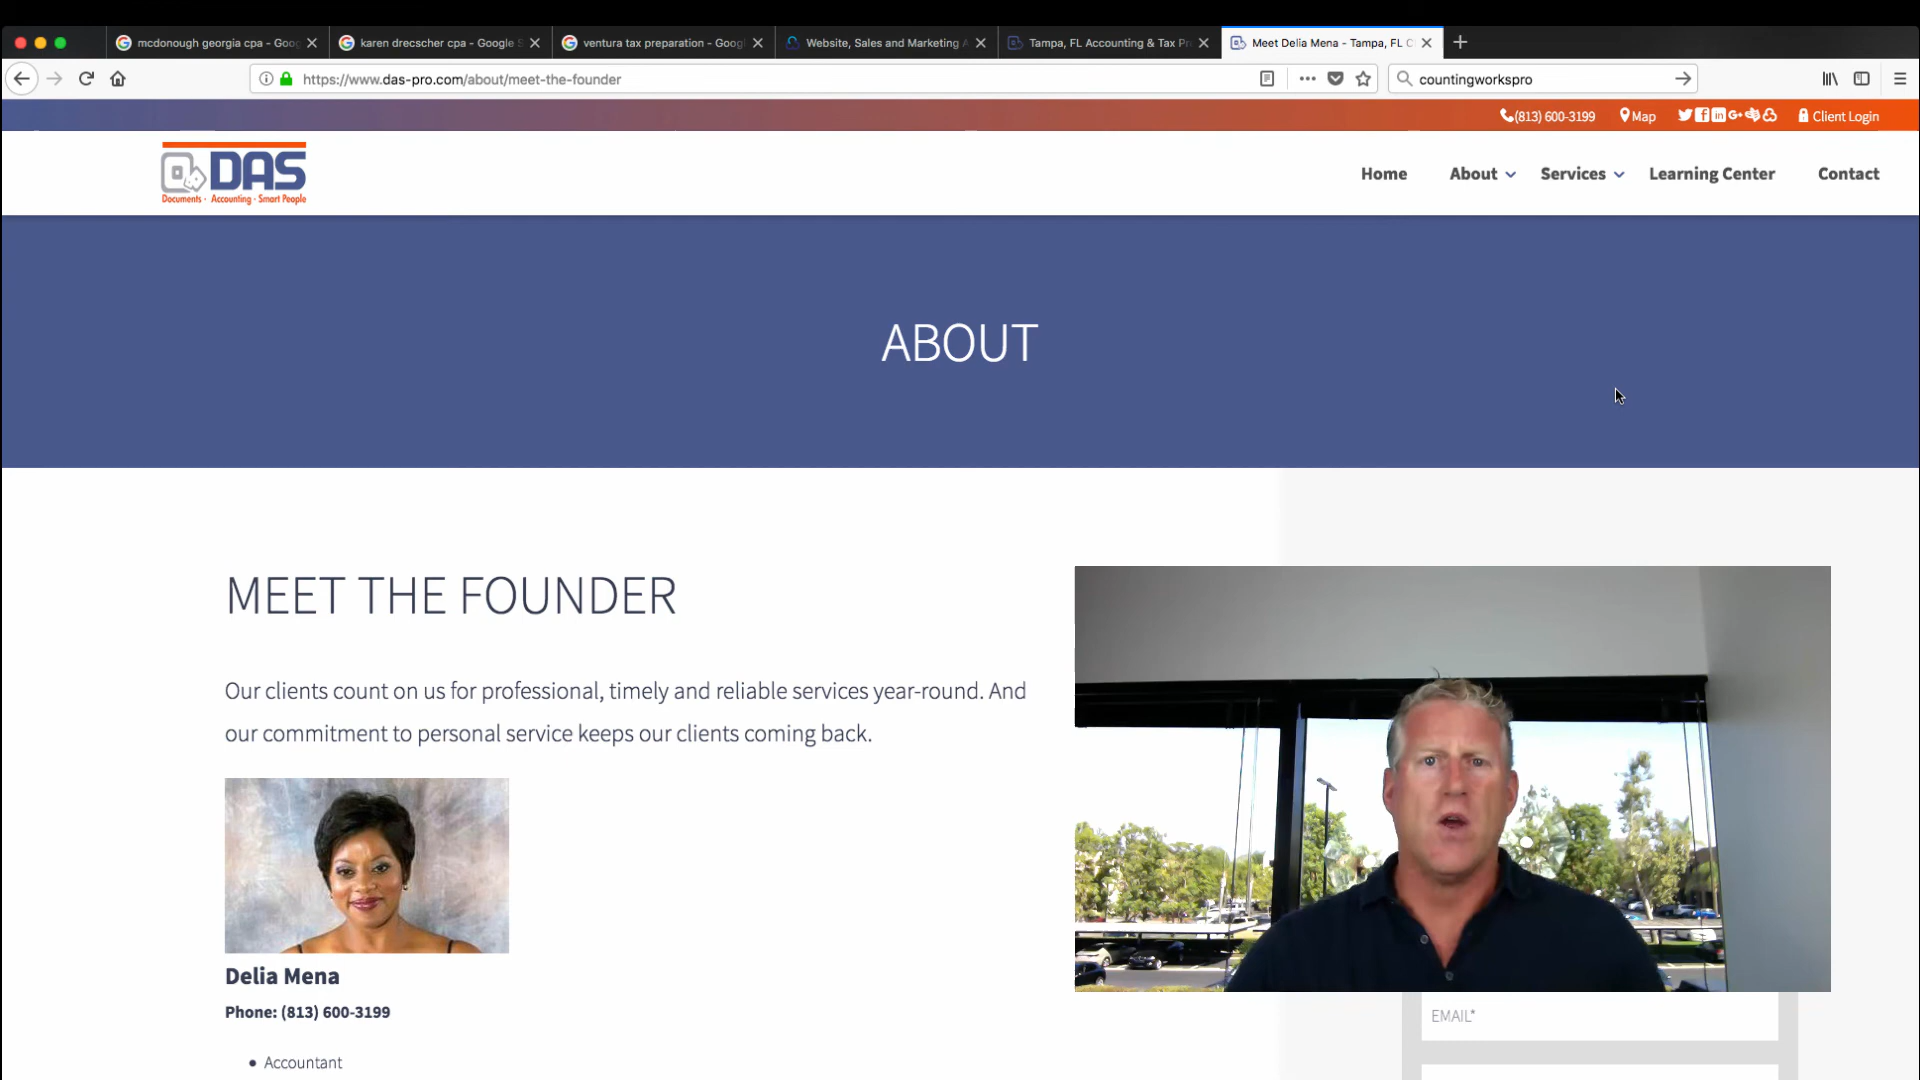 mcdonough georgia cpa - Goog
karen drecscher cpa - Google S
ventura tax preparation - Googl
Website, Sales and Marketing A
Tampa, FL Accounting & Tax Pr
Meet Delia Mena - Tampa, FL C
https://www.das-pro.com/about/meet-the-founder
countingworkspro
(813) 600-3199
Map
Client Login
DAS
Documents - Accounting - Smart People
Home
About
Services
Learning Center
Contact
ABOUT
MEET THE FOUNDER
Our clients count on us for professional, timely and reliable services year-round. And
our commitment to personal service keeps our clients coming back.
Delia Mena
Phone: (813) 600-3199
• Accountant
EMAIL*